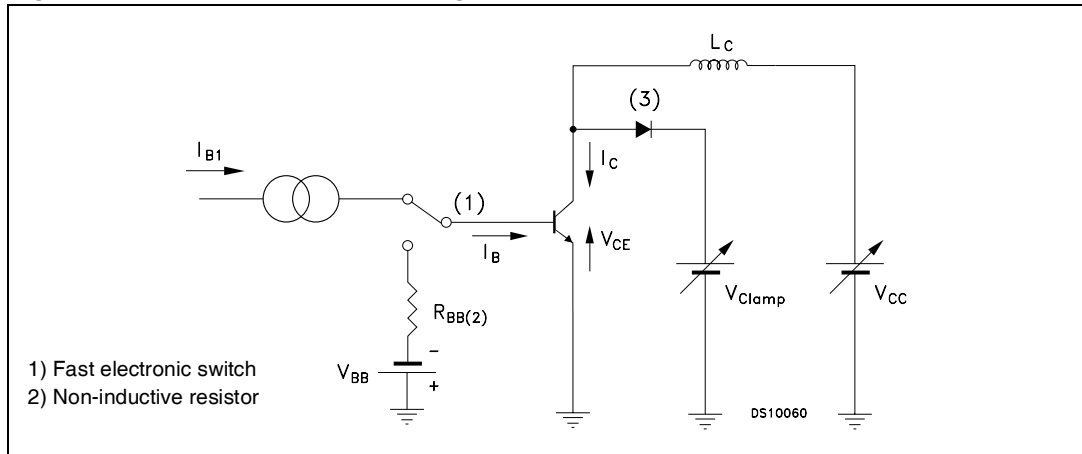 L_C
(3)
I_B1
I_C
(1)
I_B
V_CE
V_Clamp
V_CC
R_BB(2)
V_BB
−
+
1) Fast electronic switch
2) Non-inductive resistor
DS10060